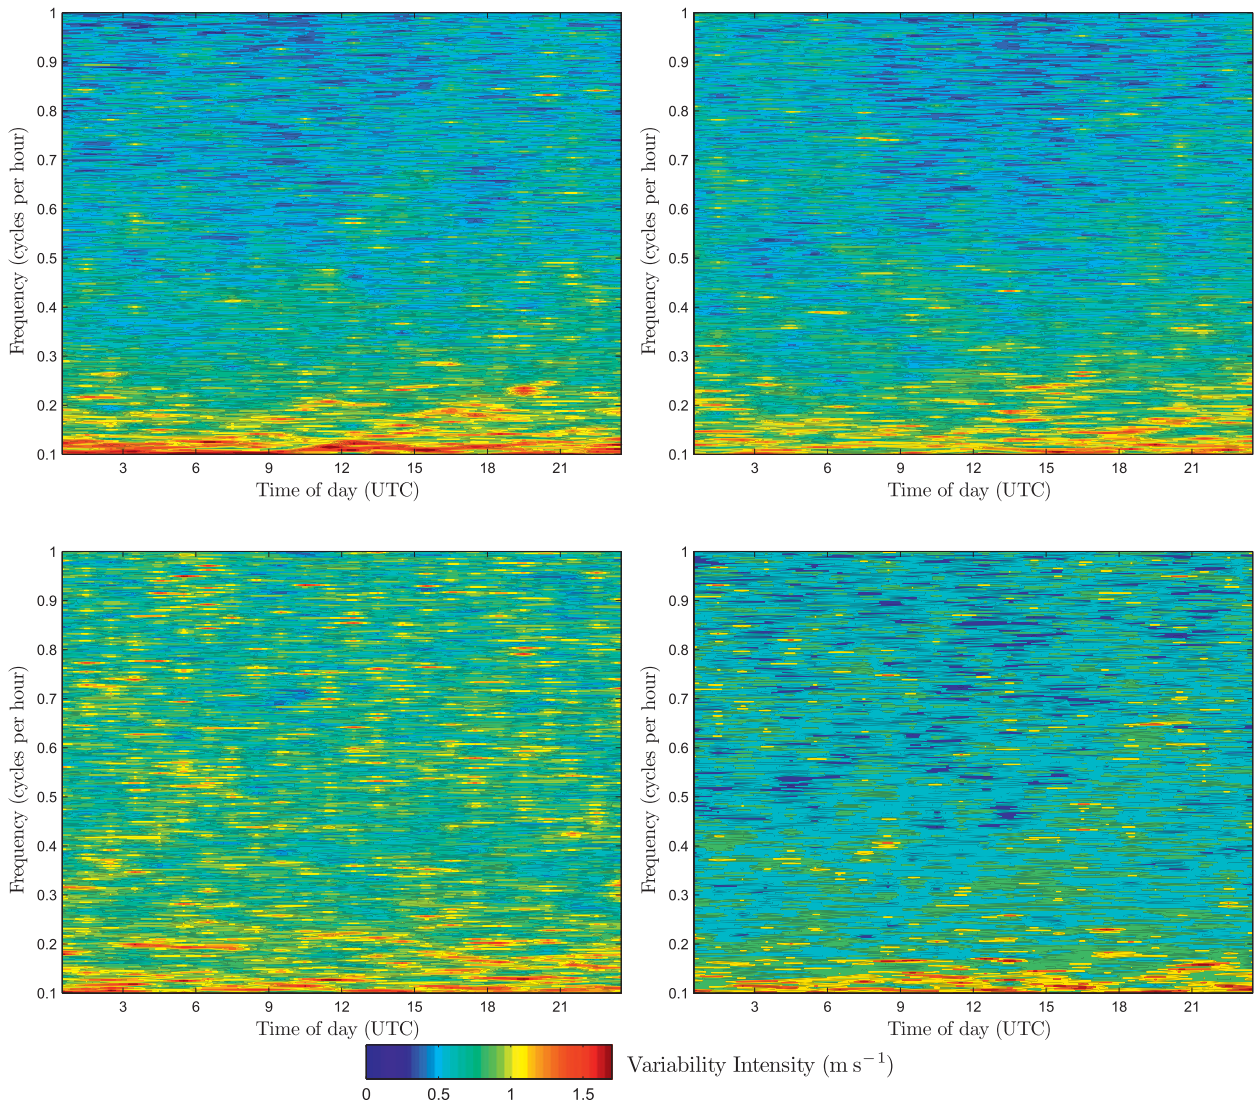 1
0.9
0.8
0.7
0.6
0.5
0.4
0.3
0.2
0.1
Frequency (cycles per hour)
3 6 9 12 15 18 21
Time of day (UTC)
1
0.9
0.8
0.7
0.6
0.5
0.4
0.3
0.2
0.1
Frequency (cycles per hour)
3 6 9 12 15 18 21
Time of day (UTC)
1
0.9
0.8
0.7
0.6
0.5
0.4
0.3
0.2
0.1
Frequency (cycles per hour)
3 6 9 12 15 18 21
Time of day (UTC)
1
0.9
0.8
0.7
0.6
0.5
0.4
0.3
0.2
0.1
Frequency (cycles per hour)
3 6 9 12 15 18 21
Time of day (UTC)
Variability Intensity (m s⁻¹)
0 0.5 1 1.5